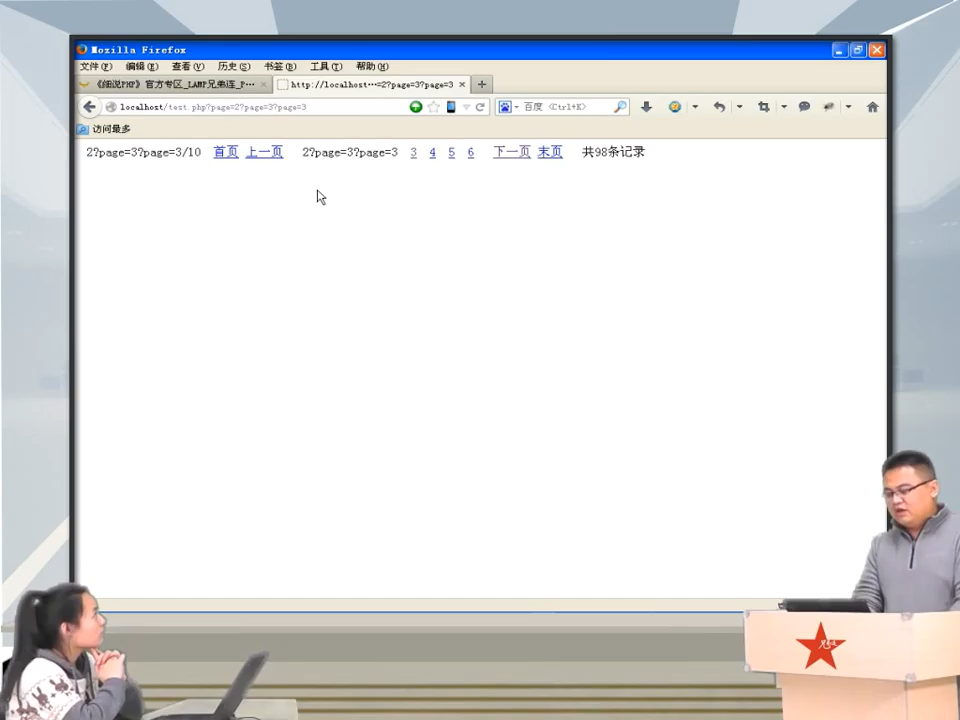 Mozilla Firefox
文件(F) 编辑(E) 查看(V) 历史(S) 书签(B) 工具(T) 帮助(H)
《细说PHP》官方专区_LAMP兄弟连_P··· × http://localhost···=2?page=3?page=3 × +
localhost/test.php?page=2?page=3?page=3 百度 <Ctrl+K>
访问最多
2?page=3?page=3/10 首页 上一页 2?page=3?page=3 3 4 5 6 下一页 末页 共98条记录